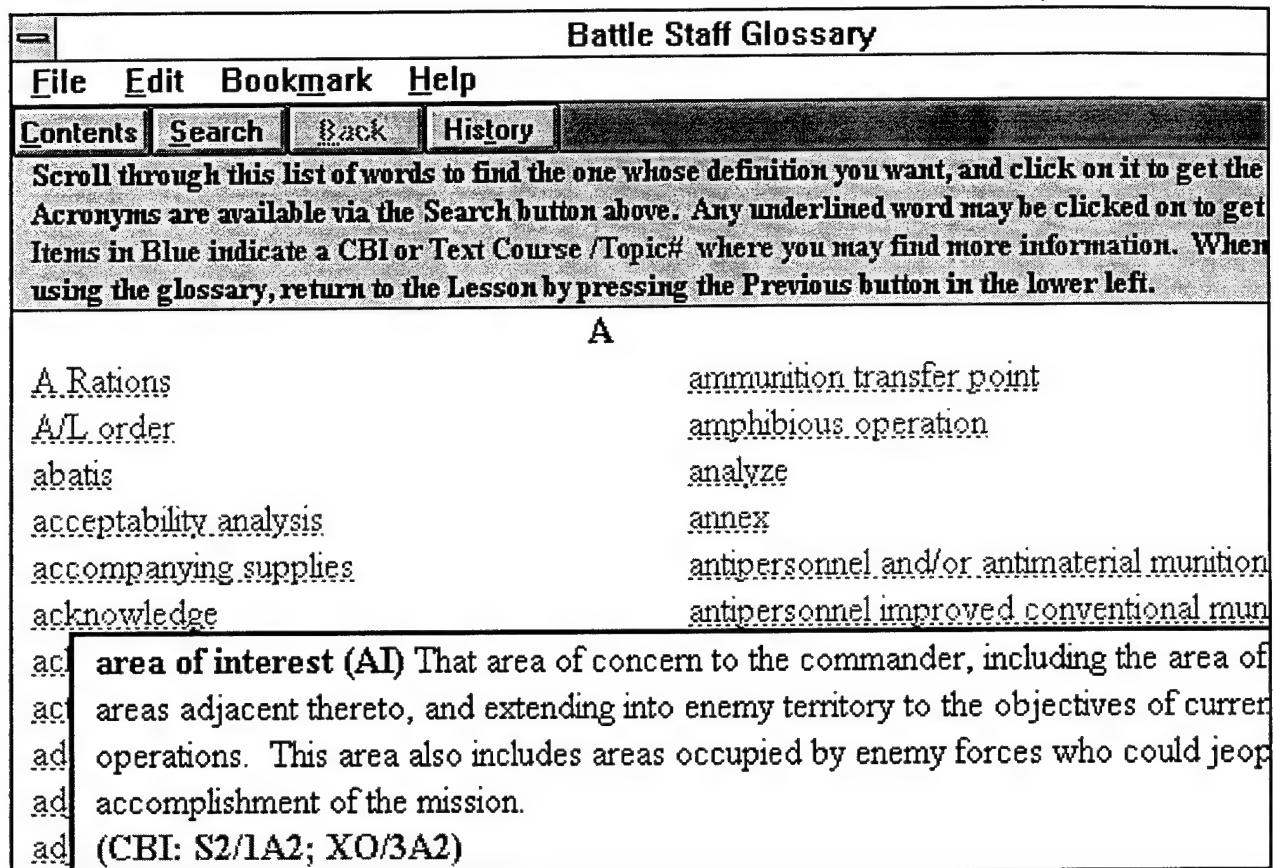 Battle Staff Glossary
File Edit Bookmark Help
Contents Search Back History
Scroll through this list of words to find the one whose definition you want, and click on it to get the
Acronyms are available via the Search button above. Any underlined word may be clicked on to get
Items in Blue indicate a CBI or Text Course /Topic# where you may find more information. When
using the glossary, return to the Lesson by pressing the Previous button in the lower left.
A
A Rations
A/L order
abatis
acceptability analysis
accompanying supplies
acknowledge
ammunition transfer point
amphibious operation
analyze
annex
antipersonnel and/or antimaterial munition
antipersonnel improved conventional mun
area of interest (AI) That area of concern to the commander, including the area of
areas adjacent thereto, and extending into enemy territory to the objectives of curren
operations. This area also includes areas occupied by enemy forces who could jeop
accomplishment of the mission.
(CBI: S2/1A2; XO/3A2)